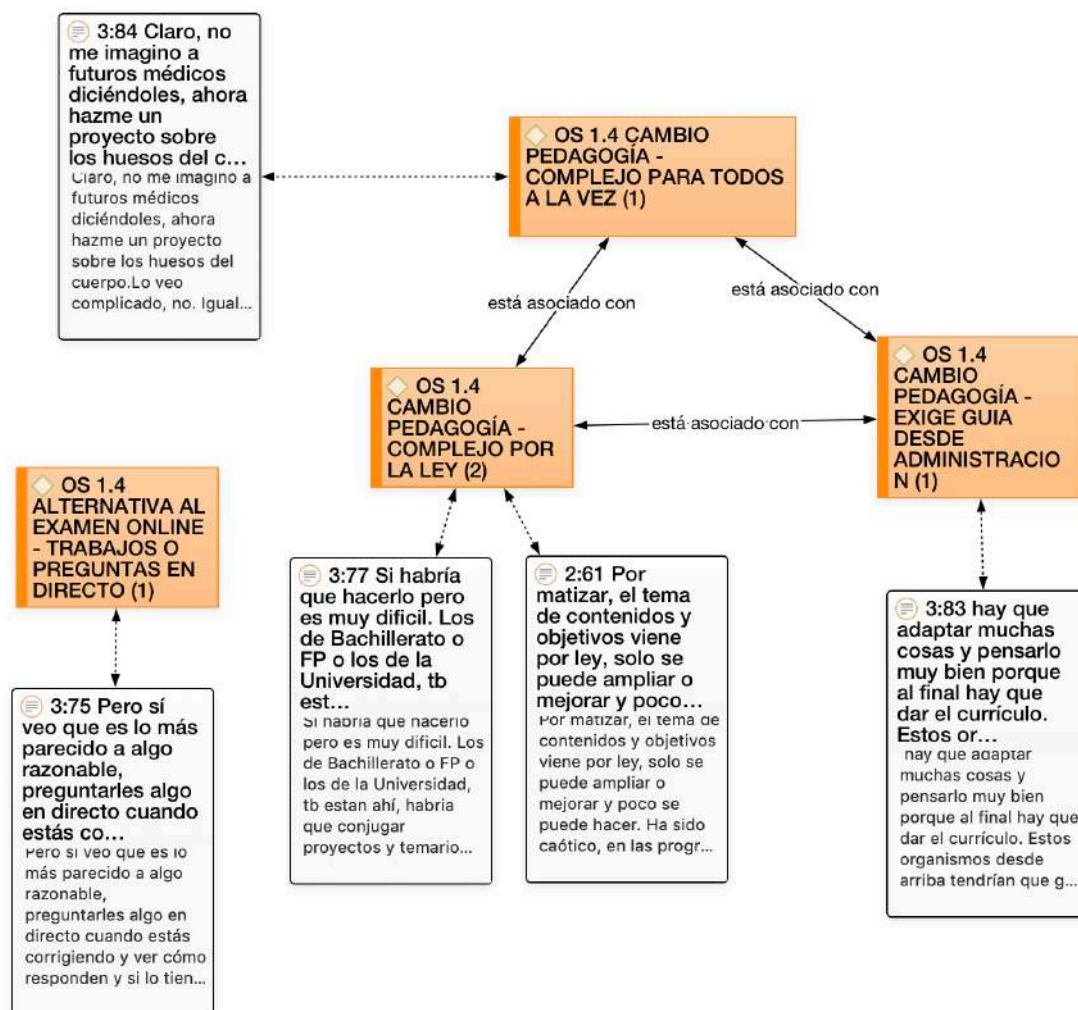 3:84 Claro, no
me imagino a
futuros médicos
diciéndoles, ahora
hazme un
proyecto sobre
los huesos del c...
Claro, no me imagino a
futuros médicos
diciéndoles, ahora
hazme un proyecto
sobre los huesos del
cuerpo.Lo veo
complicado, no. Igual...
OS 1.4 CAMBIO
PEDAGOGÍA -
COMPLEJO PARA TODOS
A LA VEZ (1)
está asociado con
está asociado con
OS 1.4
CAMBIO
PEDAGOGÍA -
COMPLEJO POR
LA LEY (2)
está asociado con
OS 1.4
CAMBIO
PEDAGOGÍA -
EXIGE GUIA
DESDE
ADMINISTRACIO
N (1)
OS 1.4
ALTERNATIVA AL
EXAMEN ONLINE
- TRABAJOS O
PREGUNTAS EN
DIRECTO (1)
3:75 Pero sí
veo que es lo más
parecido a algo
razonable,
preguntarles algo
en directo cuando
estás co...
Pero sí veo que es lo
más parecido a algo
razonable,
preguntarles algo en
directo cuando estás
corrigiendo y ver cómo
responden y si lo tien...
3:77 Si habría
que hacerlo pero
es muy dificil. Los
de Bachillerato o
FP o los de la
Universidad, tb
est...
Si habría que hacerlo
pero es muy dificil. Los
de Bachillerato o FP o
los de la Universidad,
tb estan ahí, habria
que conjugar
proyectos y temario...
2:61 Por
matizar, el tema
de contenidos y
objetivos viene
por ley, solo se
puede ampliar o
mejorar y poco...
Por matizar, el tema de
contenidos y objetivos
viene por ley, solo se
puede ampliar o
mejorar y poco se
puede hacer. Ha sido
caótico, en las progr...
3:83 hay que
adaptar muchas
cosas y pensarlo
muy bien porque
al final hay que
dar el currículo.
Estos or...
hay que adaptar
muchas cosas y
pensarlo muy bien
porque al final hay que
dar el currículo. Estos
organismos desde
arriba tendrían que g...